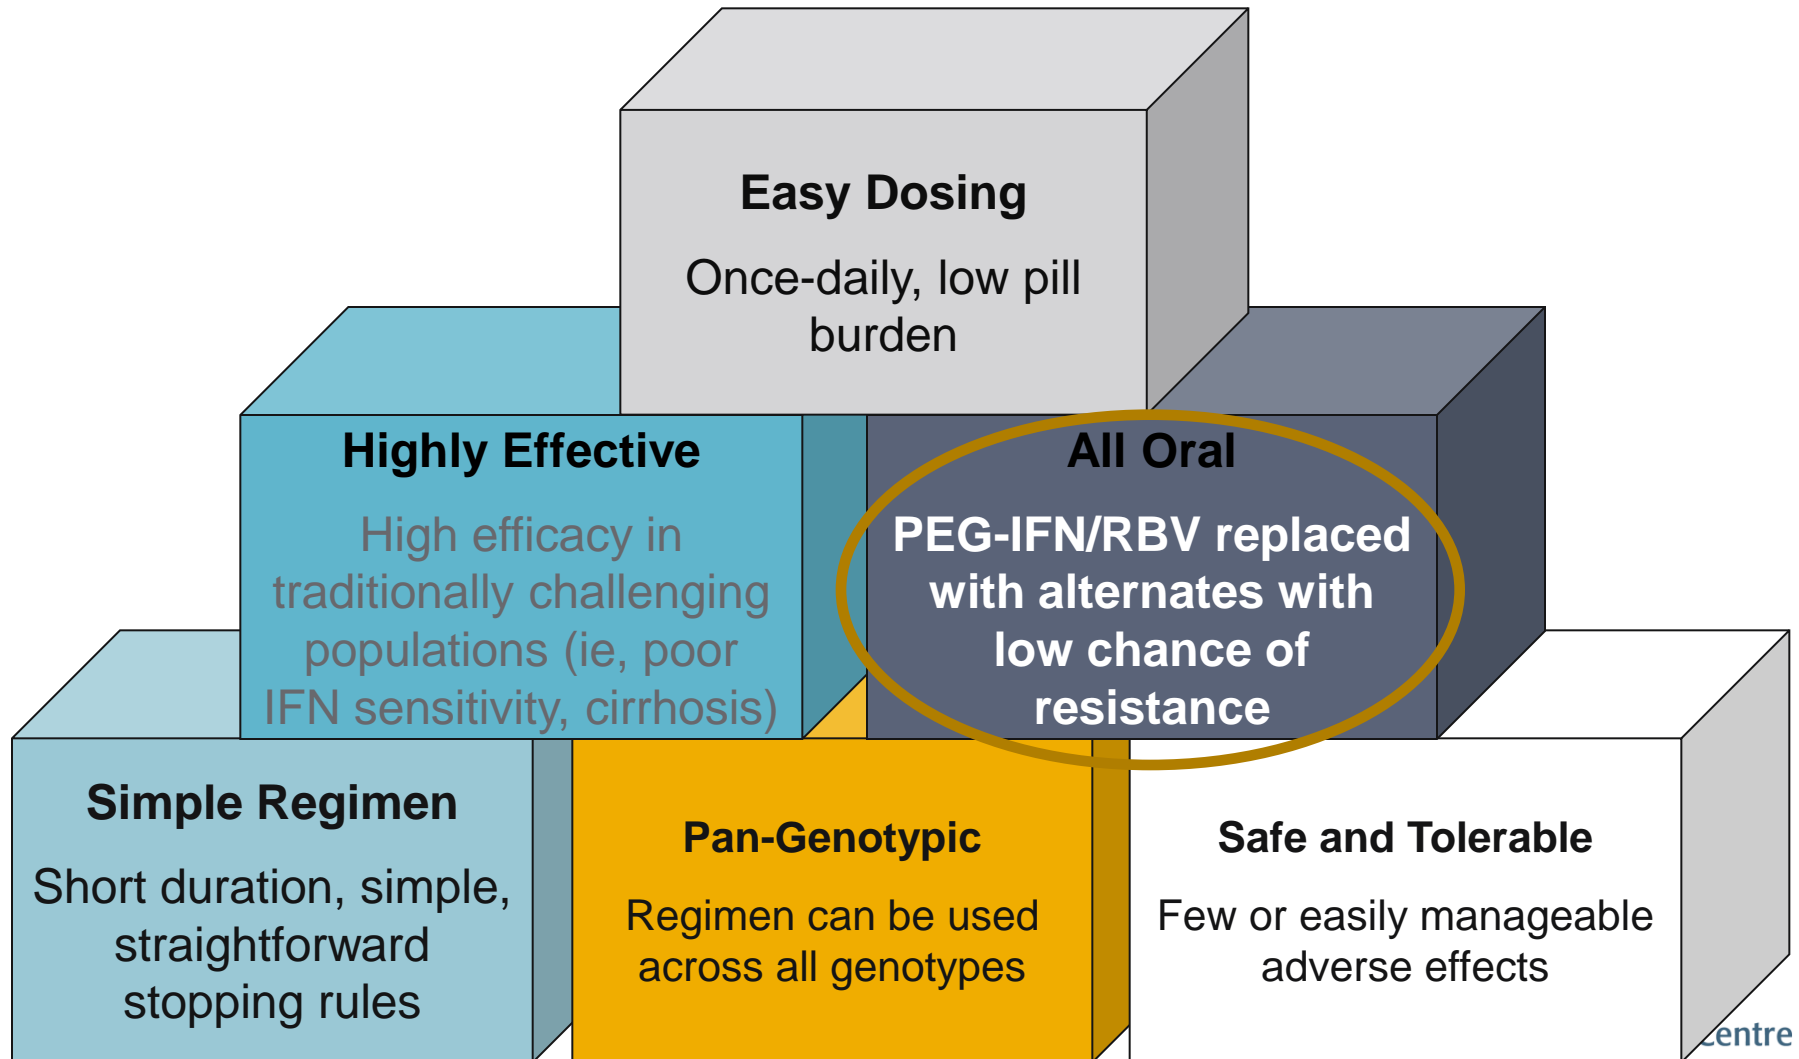 Easy Dosing
Once-daily, low pill
burden
Highly Effective
High efficacy in
traditionally challenging
populations (ie, poor
IFN sensitivity, cirrhosis)
All Oral
PEG-IFN/RBV replaced
with alternates with
low chance of
resistance
Simple Regimen
Short duration, simple,
straightforward
stopping rules
Pan-Genotypic
Regimen can be used
across all genotypes
Safe and Tolerable
Few or easily manageable
adverse effects